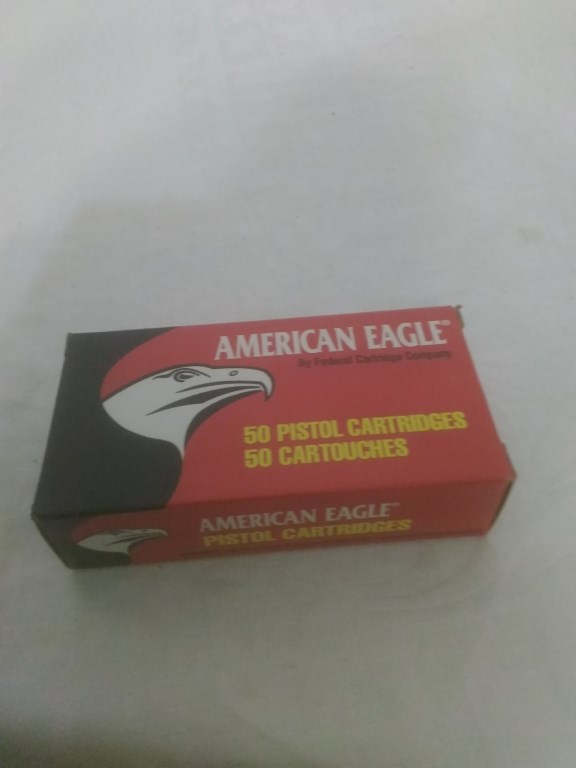 AMERICAN EAGLE®
By Federal Cartridge Company
50 PISTOL CARTRIDGES
50 CARTOUCHES
AMERICAN EAGLE®
PISTOL CARTRIDGES